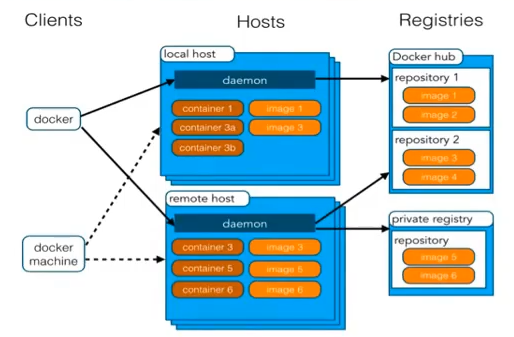 Clients
Hosts
Registries
docker
docker
machine
local host
daemon
container 1
image 1
container 3a
image 3
container 3b
remote host
daemon
container 3
image 3
container 5
image 5
container 6
image 6
Docker hub
repository 1
image 1
image 2
repository 2
image 3
image 4
private registry
repository
image 5
image 6